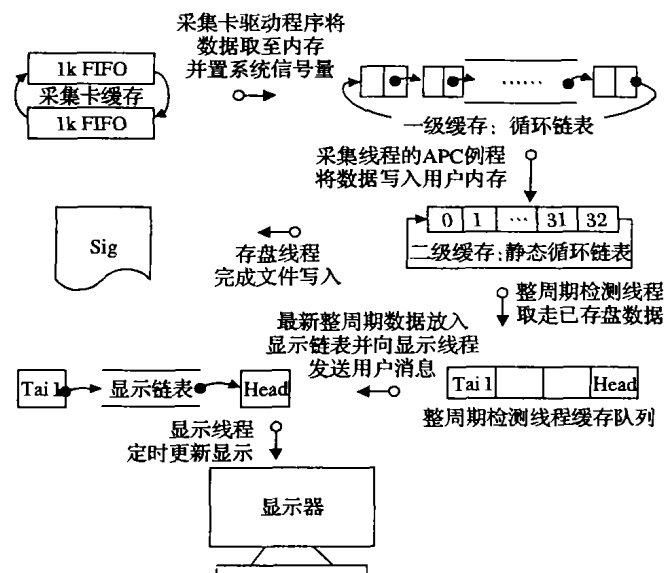 采集卡驱动程序将
数据取至内存
并置系统信号量
1k FIFO
采集卡缓存
1k FIFO
······
一级缓存：循环链表
采集线程的APC例程
将数据写入用户内存
0 1 ··· 31 32
二级缓存:静态循环链表
Sig
存盘线程
完成文件写入
整周期检测线程
取走已存盘数据
最新整周期数据放入
显示链表并向显示线程
发送用户消息
Tail 显示链表 Head
Tail Head
整周期检测线程缓存队列
显示线程
定时更新显示
显示器